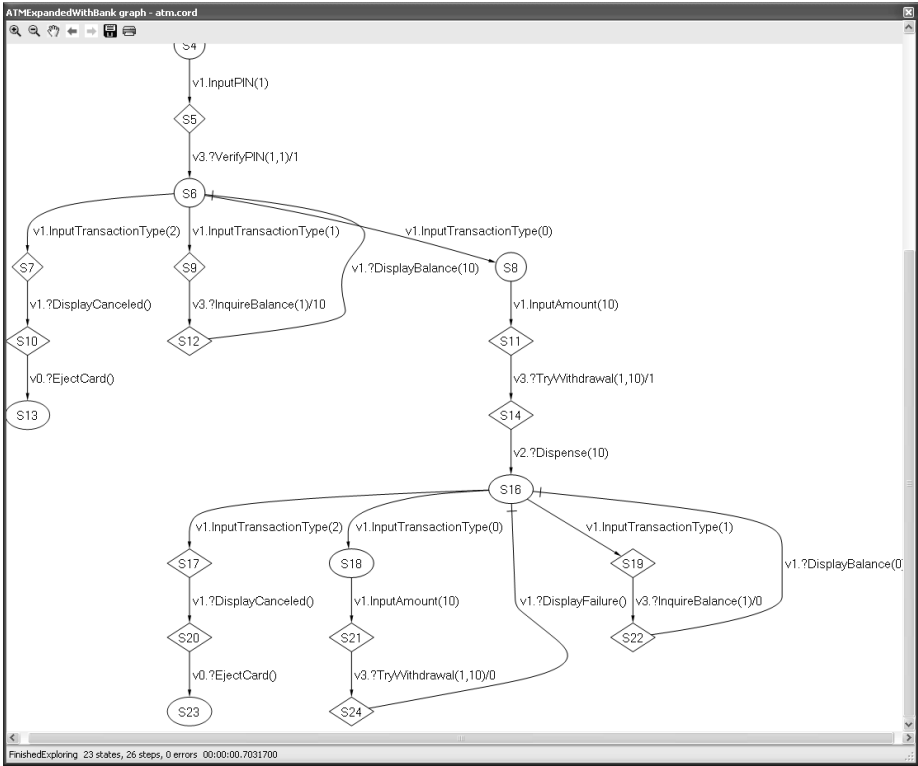 ATMExpandedWithBank graph - atm.cord
S4
v1.InputPIN(1)
S5
v3.?VerifyPIN(1,1)/1
S6
v1.InputTransactionType(2)
v1.InputTransactionType(1)
v1.InputTransactionType(0)
S7
S9
v1.?DisplayBalance(10)
S8
v1.?DisplayCanceled()
v3.?InquireBalance(1)/10
v1.InputAmount(10)
S10
S12
S11
v0.?EjectCard()
v3.?TryWithdrawal(1,10)/1
S13
S14
v2.?Dispense(10)
S16
v1.InputTransactionType(2)
v1.InputTransactionType(0)
v1.InputTransactionType(1)
S17
S18
S19
v1.?DisplayBalance(0)
v1.?DisplayCanceled()
v1.InputAmount(10)
v1.?DisplayFailure()
v3.?InquireBalance(1)/0
S20
S21
S22
v0.?EjectCard()
v3.?TryWithdrawal(1,10)/0
S23
S24
FinishedExploring 23 states, 26 steps, 0 errors 00:00:00.7031700